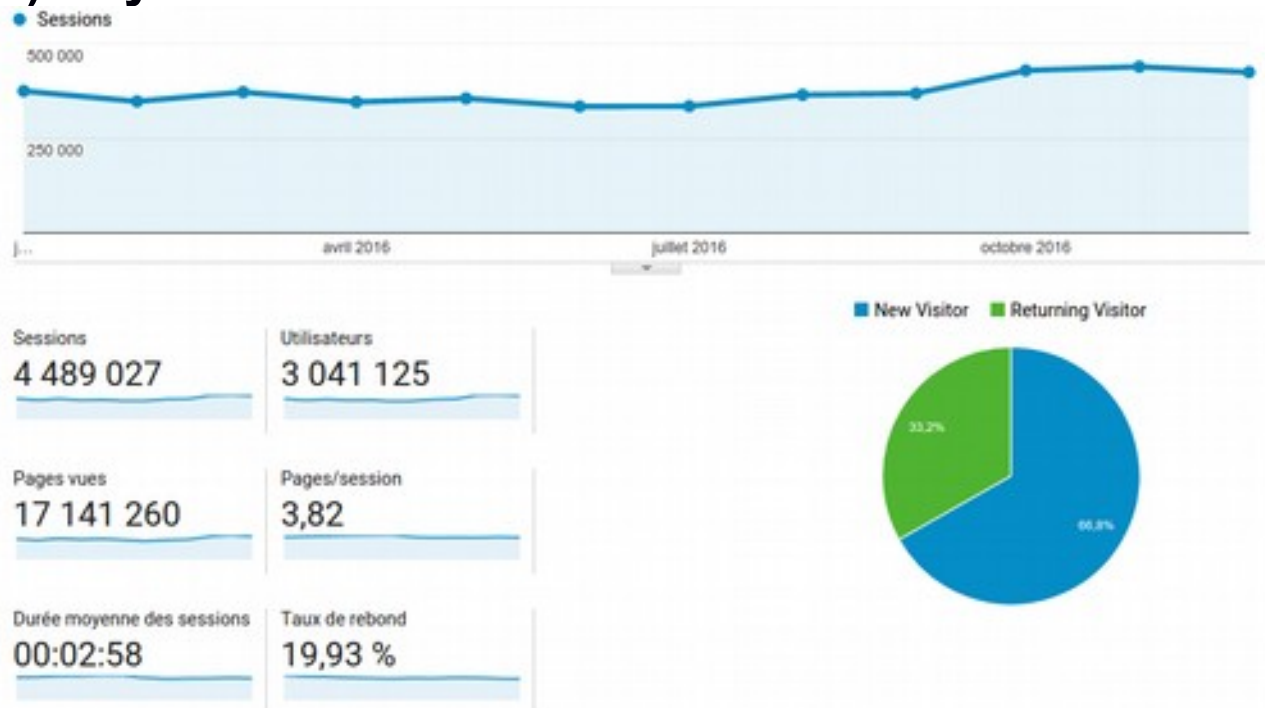 Sessions
500 000
250 000
j...
avril 2016
juillet 2016
octobre 2016
New Visitor
Returning Visitor
Sessions
4 489 027
Utilisateurs
3 041 125
Pages vues
17 141 260
Pages/session
3,82
33,2%
66,8%
Durée moyenne des sessions
00:02:58
Taux de rebond
19,93 %